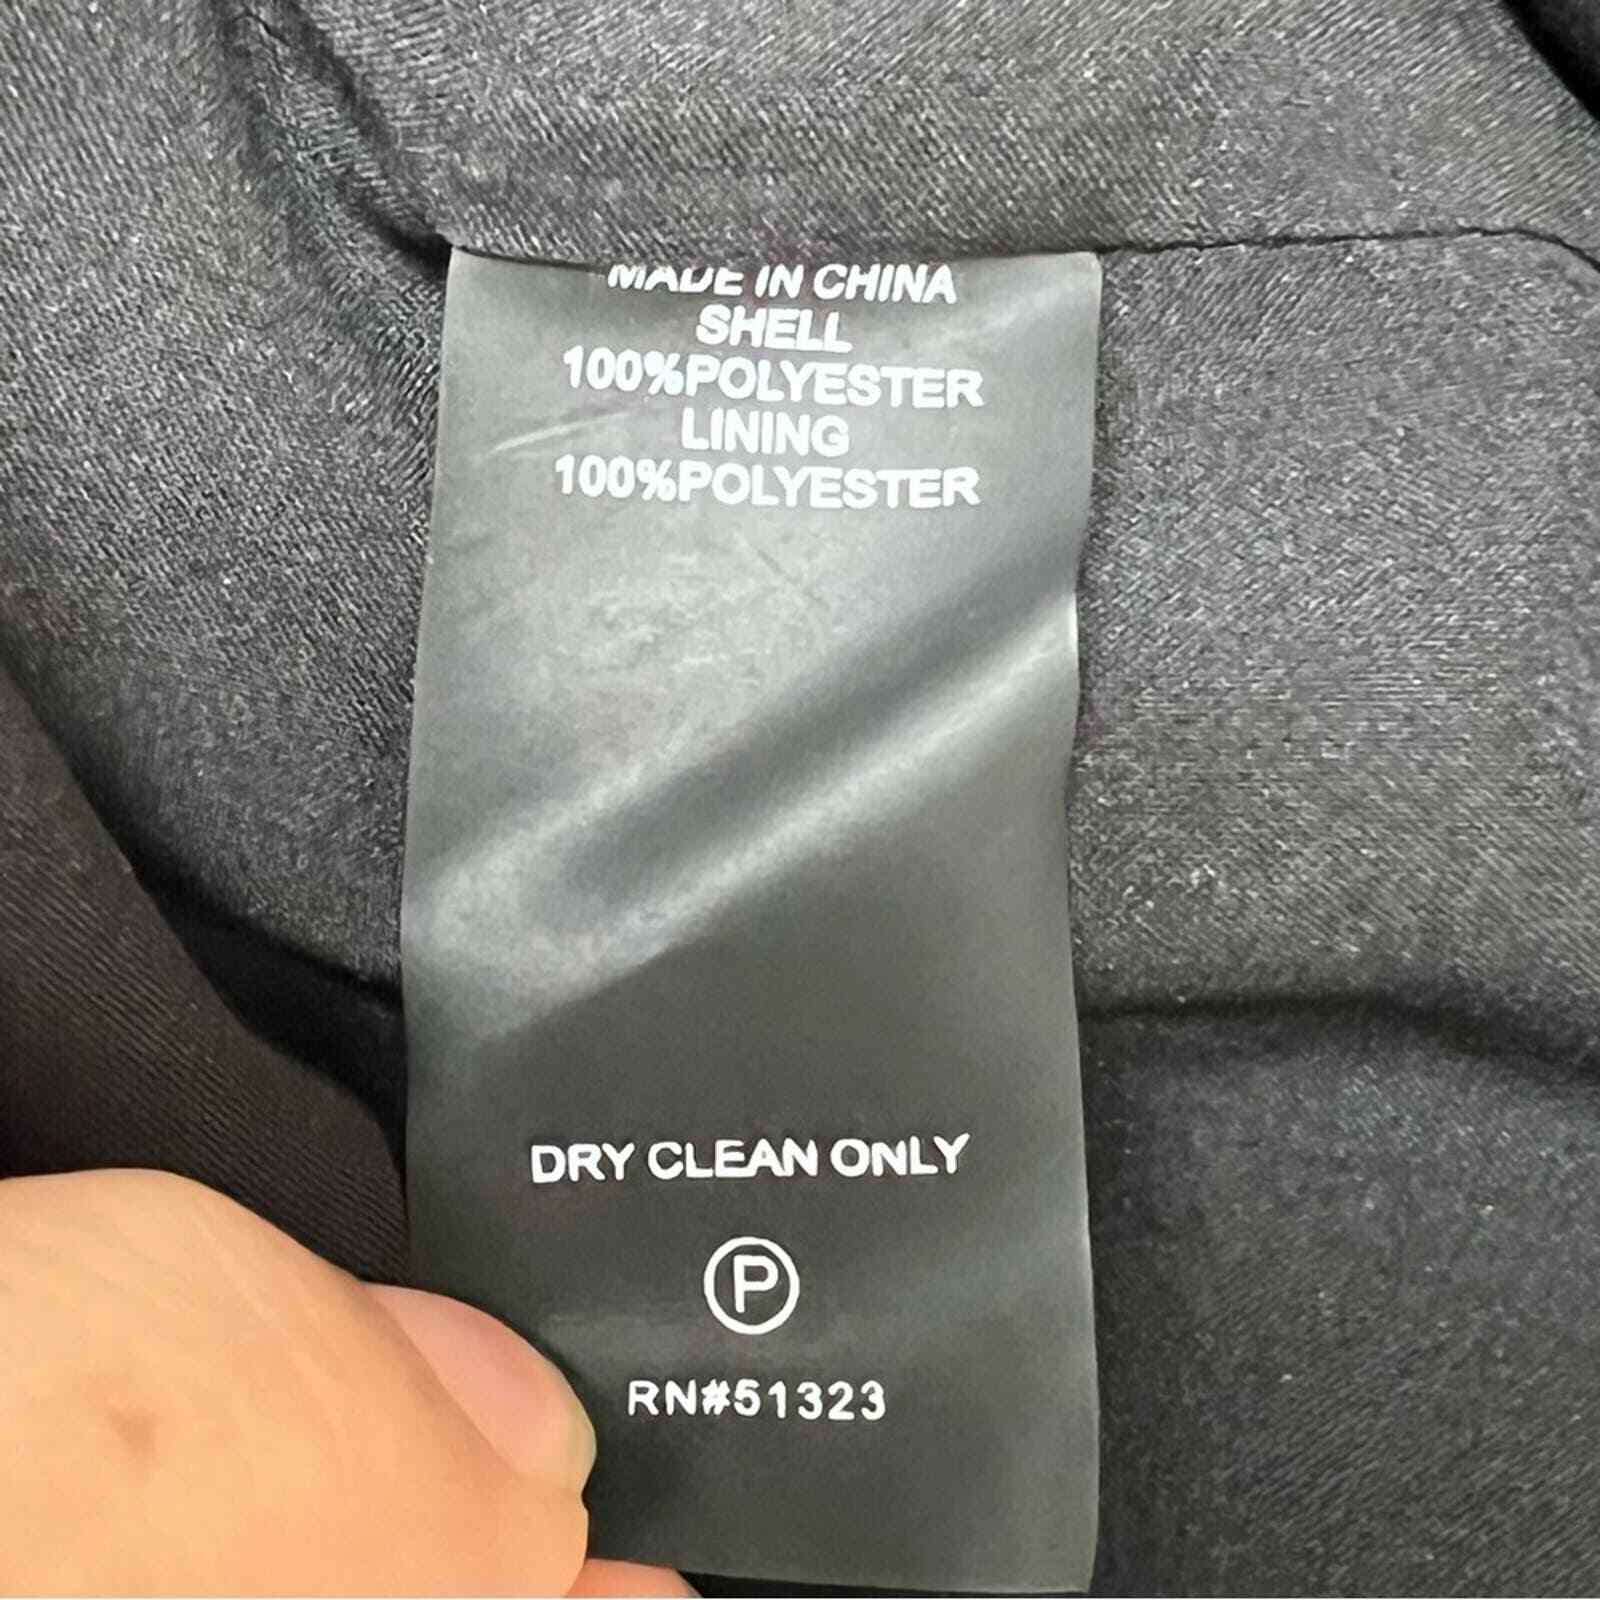 MADE IN CHINA
SHELL
100%POLYESTER
LINING
100%POLYESTER
DRY CLEAN ONLY
P
RN#51323